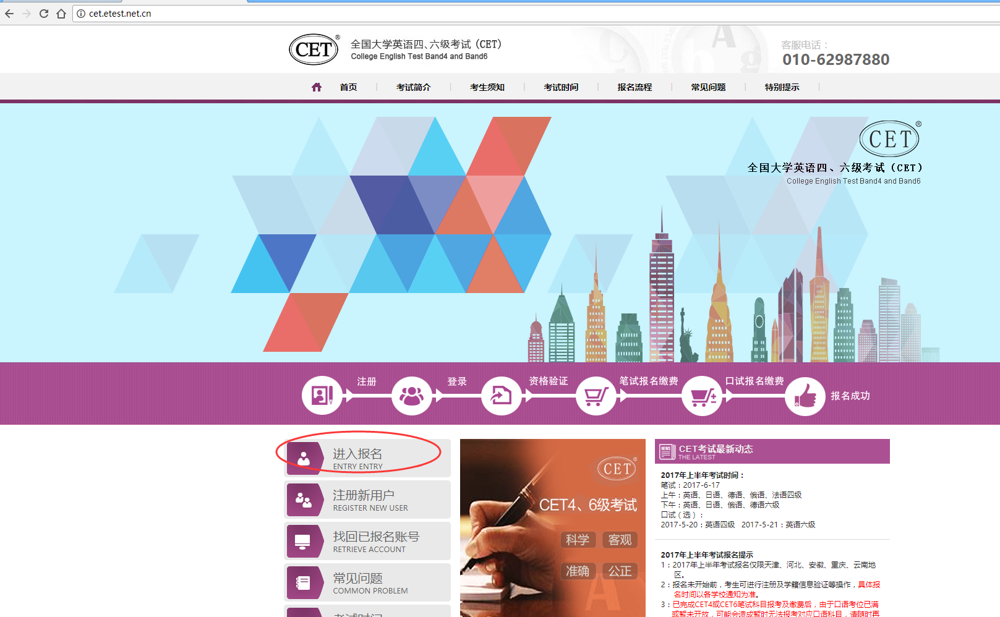 cet.etest.net.cn
CET®
全国大学英语四、六级考试（CET）
College English Test Band4 and Band6
客服电话：
010-62987880
首页
考试简介
考生须知
考试时间
报名流程
常见问题
特别提示
CET®
全国大学英语四、六级考试（CET）
College English Test Band4 and Band6
注册
登录
资格验证
笔试报名缴费
口试报名缴费
报名成功
进入报名
ENTRY ENTRY
注册新用户
REGISTER NEW USER
找回已报名账号
RETRIEVE ACCOUNT
常见问题
COMMON PROBLEM
考试时间
CET
CET4、6级考试
科学 客观
准确 公正
NEWS
CET考试最新动态
THE LATEST
2017年上半年考试时间：
笔试：2017-6-17
上午：英语、日语、德语、俄语、法语四级
下午：英语、日语、俄语、德语六级
口试（选）：
2017-5-20：英语四级 2017-5-21：英语六级
2017年上半年考试报名提示
1：2017年上半年考试报名仅限天津、河北、安徽、重庆、云南地
区。
2：报名未开始前，考生可进行注册及学籍信息验证等操作，具体报
名时间以各学校通知为准。
3：已完成CET4或CET6笔试科目报考及缴费后，由于口语考位已满
或暂未开放，可能会造成暂时无法报考对应口语科目，请随时再